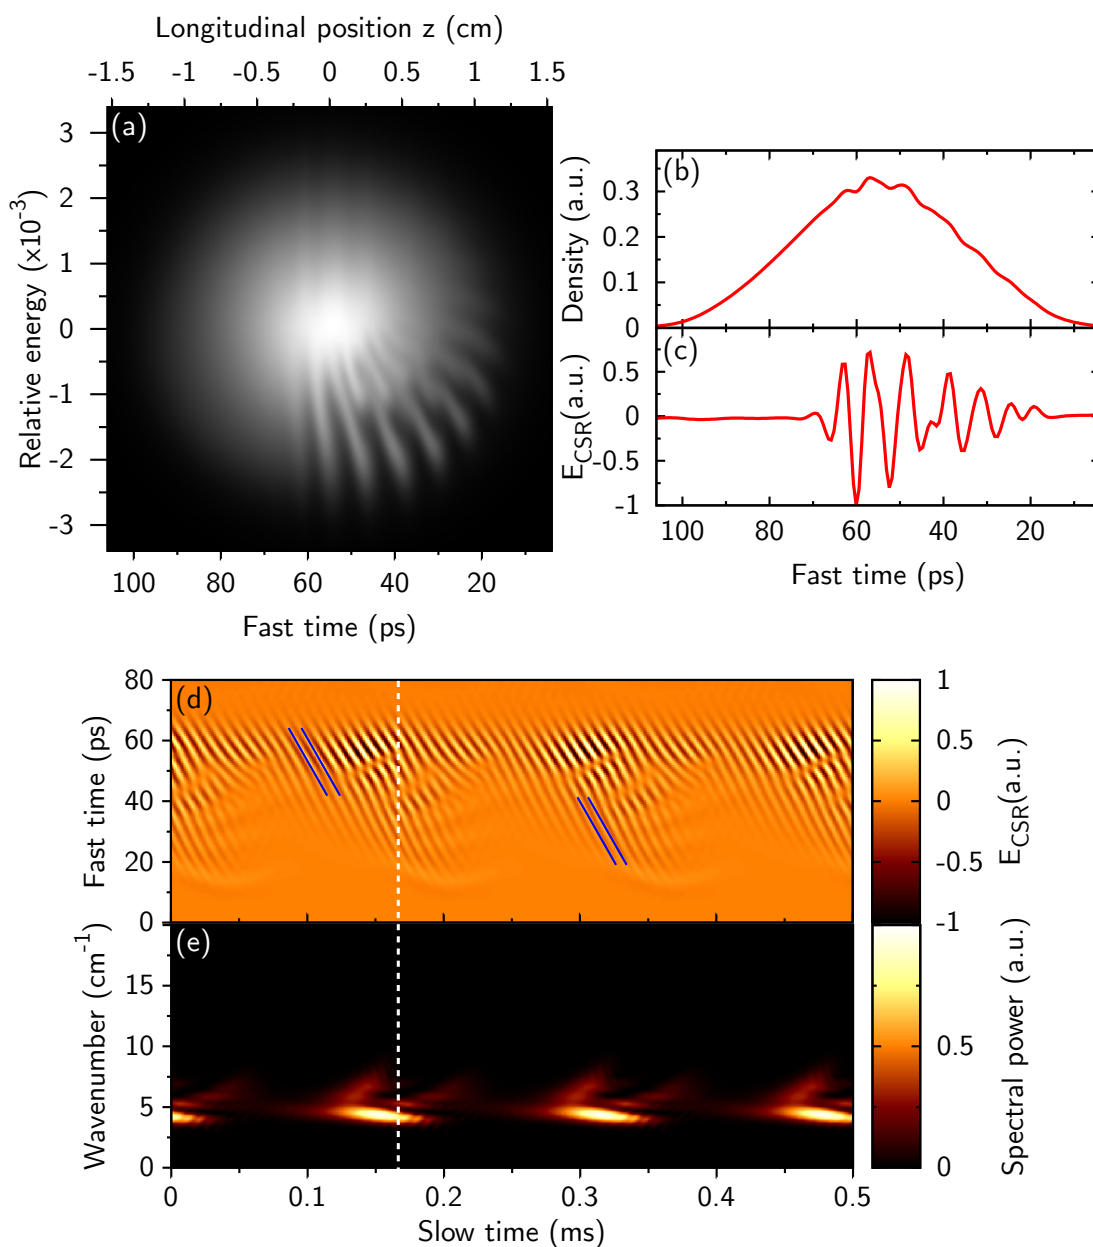 Longitudinal position z (cm)
-1.5 -1 -0.5 0 0.5 1 1.5
(a)
3
2
1
0
-1
-2
-3
Relative energy (x10⁻³)
100 80 60 40 20
Fast time (ps)
(b)
0.3
0.2
0.1
0
Density (a.u.)
(c)
0.5
0
-0.5
-1
E_CSR(a.u.)
100 80 60 40 20
Fast time (ps)
(d)
80
60
40
20
0
Fast time (ps)
1
0.5
0
-0.5
-1
E_CSR(a.u.)
(e)
15
10
5
0
Wavenumber (cm⁻¹)
0 0.1 0.2 0.3 0.4 0.5
Slow time (ms)
0.5
0
Spectral power (a.u.)